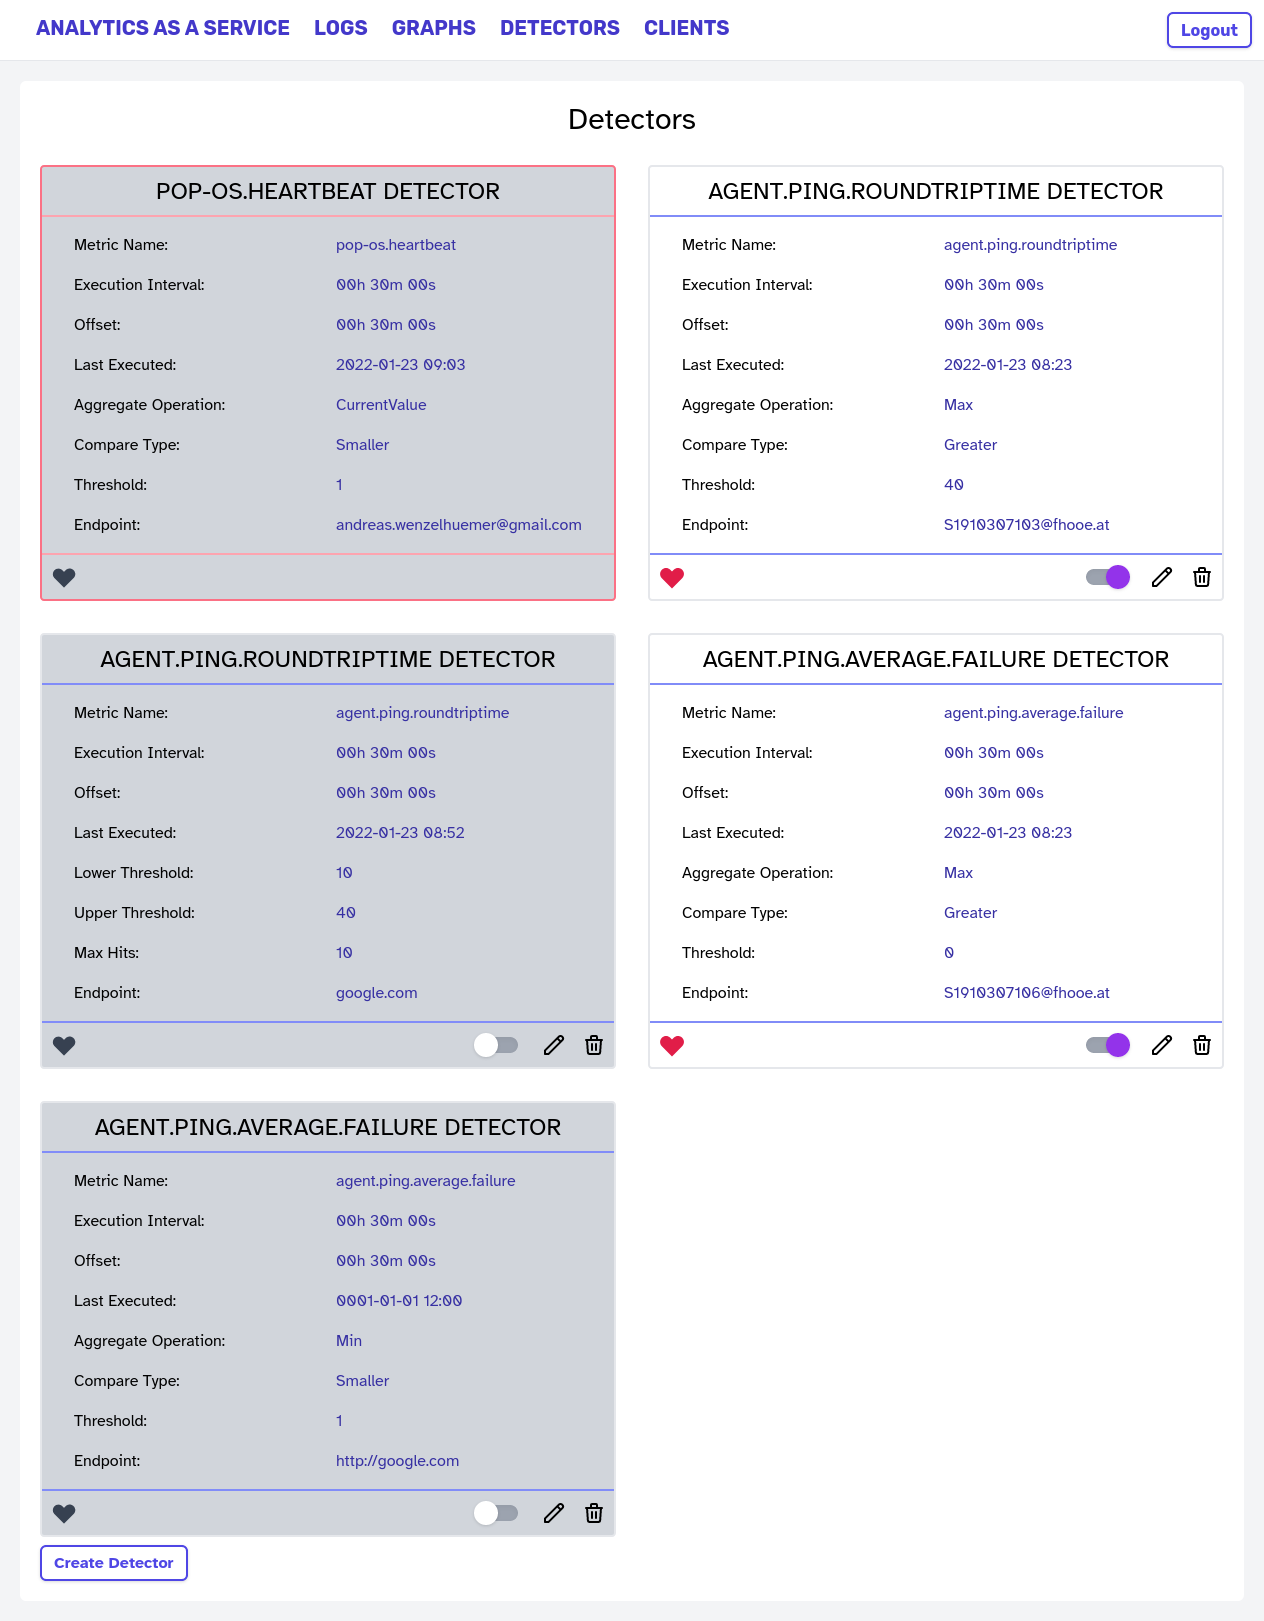 ANALYTICS AS A SERVICE LOGS GRAPHS DETECTORS CLIENTS Logout
Detectors
POP-OS.HEARTBEAT DETECTOR
Metric Name: pop-os.heartbeat
Execution Interval: 00h 30m 00s
Offset: 00h 30m 00s
Last Executed: 2022-01-23 09:03
Aggregate Operation: CurrentValue
Compare Type: Smaller
Threshold: 1
Endpoint: andreas.wenzelhuemer@gmail.com
AGENT.PING.ROUNDTRIPTIME DETECTOR
Metric Name: agent.ping.roundtriptime
Execution Interval: 00h 30m 00s
Offset: 00h 30m 00s
Last Executed: 2022-01-23 08:23
Aggregate Operation: Max
Compare Type: Greater
Threshold: 40
Endpoint: S1910307103@fhooe.at
AGENT.PING.ROUNDTRIPTIME DETECTOR
Metric Name: agent.ping.roundtriptime
Execution Interval: 00h 30m 00s
Offset: 00h 30m 00s
Last Executed: 2022-01-23 08:52
Lower Threshold: 10
Upper Threshold: 40
Max Hits: 10
Endpoint: google.com
AGENT.PING.AVERAGE.FAILURE DETECTOR
Metric Name: agent.ping.average.failure
Execution Interval: 00h 30m 00s
Offset: 00h 30m 00s
Last Executed: 2022-01-23 08:23
Aggregate Operation: Max
Compare Type: Greater
Threshold: 0
Endpoint: S1910307106@fhooe.at
AGENT.PING.AVERAGE.FAILURE DETECTOR
Metric Name: agent.ping.average.failure
Execution Interval: 00h 30m 00s
Offset: 00h 30m 00s
Last Executed: 0001-01-01 12:00
Aggregate Operation: Min
Compare Type: Smaller
Threshold: 1
Endpoint: http://google.com
Create Detector